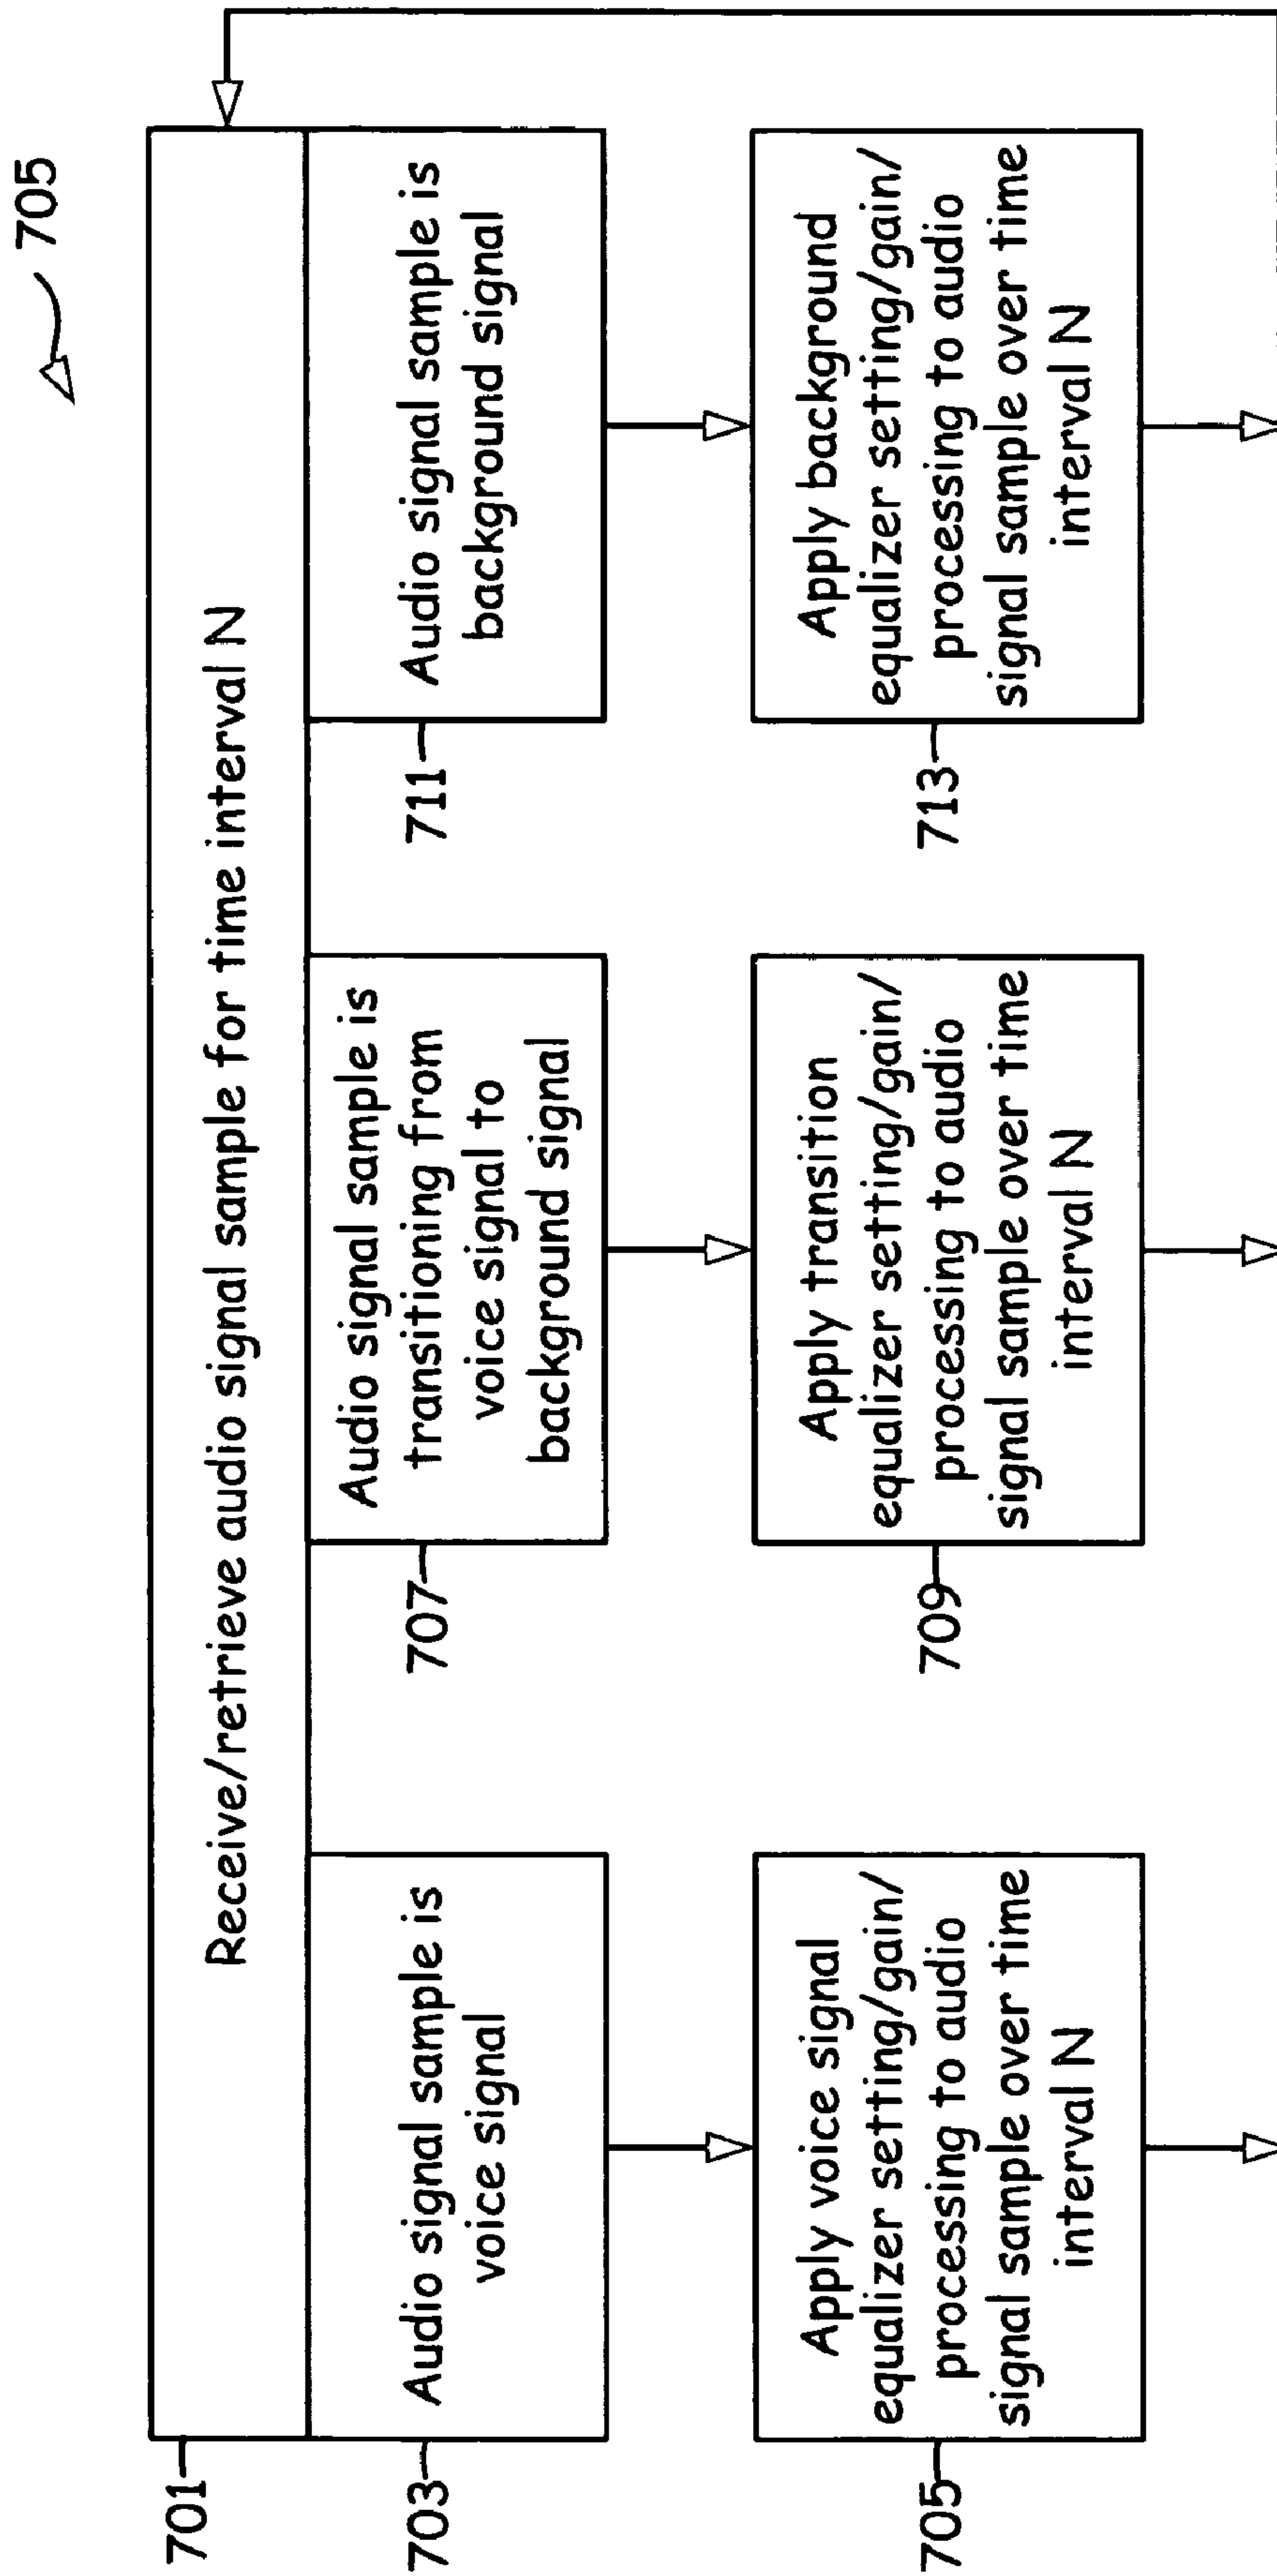 705
701
Receive/retrieve audio signal sample for time interval N
703
Audio signal sample is
voice signal
707
Audio signal sample is
transitioning from
voice signal to
background signal
711
Audio signal sample is
background signal
705
Apply voice signal
equalizer setting/gain/
processing to audio
signal sample over time
interval N
709
Apply transition
equalizer setting/gain/
processing to audio
signal sample over time
interval N
713
Apply background
equalizer setting/gain/
processing to audio
signal sample over time
interval N